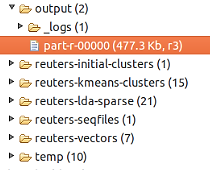 output (2)
_logs (1)
part-r-00000 (477.3 Kb, r3)
reuters-initial-clusters (1)
reuters-kmeans-clusters (15)
reuters-lda-sparse (21)
reuters-seqfiles (1)
reuters-vectors (7)
temp (10)